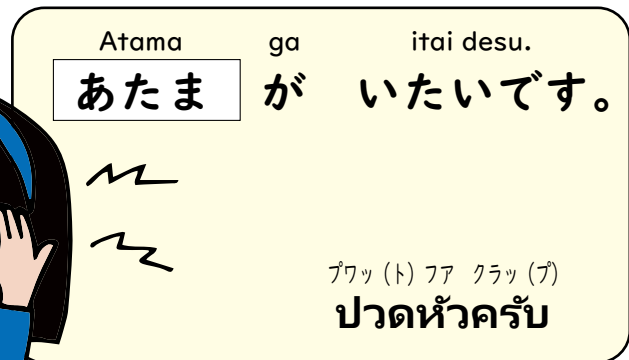 Atama ga itai desu.
あたま が いたいです。
プワッ (ト) ファ クラッ (プ)
ปวดหัวครับ